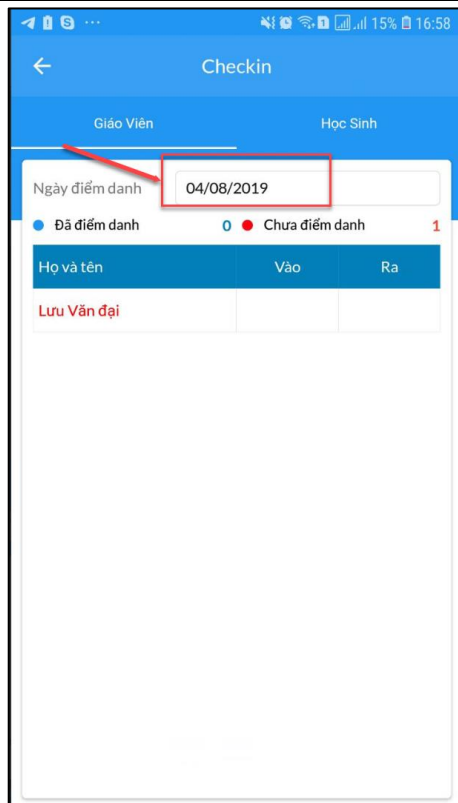 15% 16:58
Checkin
Giáo Viên Học Sinh
Ngày điểm danh 04/08/2019
Đã điểm danh 0 Chưa điểm danh 1
Họ và tên Vào Ra
Lưu Văn đại